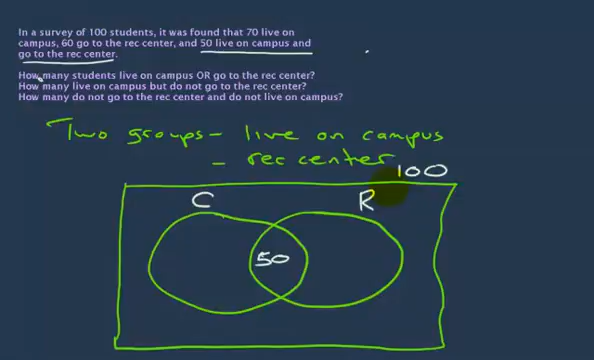 In a survey of 100 students, it was found that 70 live on
campus, 60 go to the rec center, and 50 live on campus and
go to the rec center.
How many students live on campus OR go to the rec center?
How many live on campus but do not go to the rec center?
How many do not go to the rec center and do not live on campus?
Two groups - live on campus
- rec center
100
C R
50